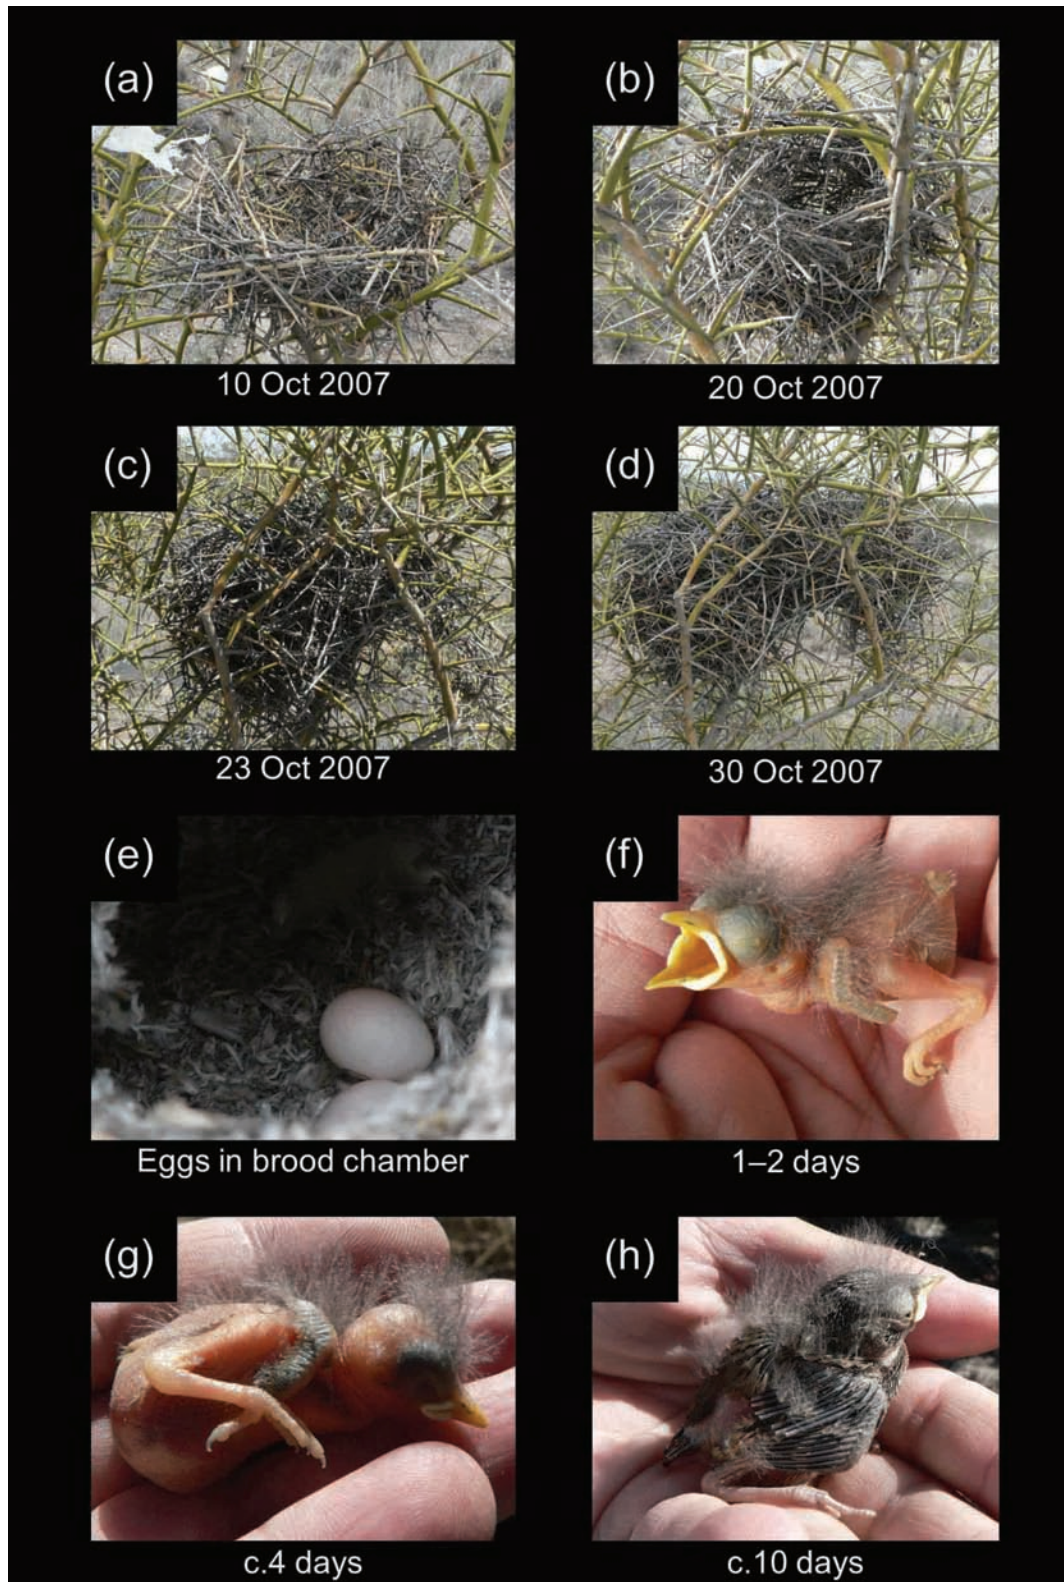 (a)
(b)
10 Oct 2007
20 Oct 2007
(c)
(d)
23 Oct 2007
30 Oct 2007
(e)
(f)
Eggs in brood chamber
1–2 days
(g)
(h)
c.4 days
c.10 days